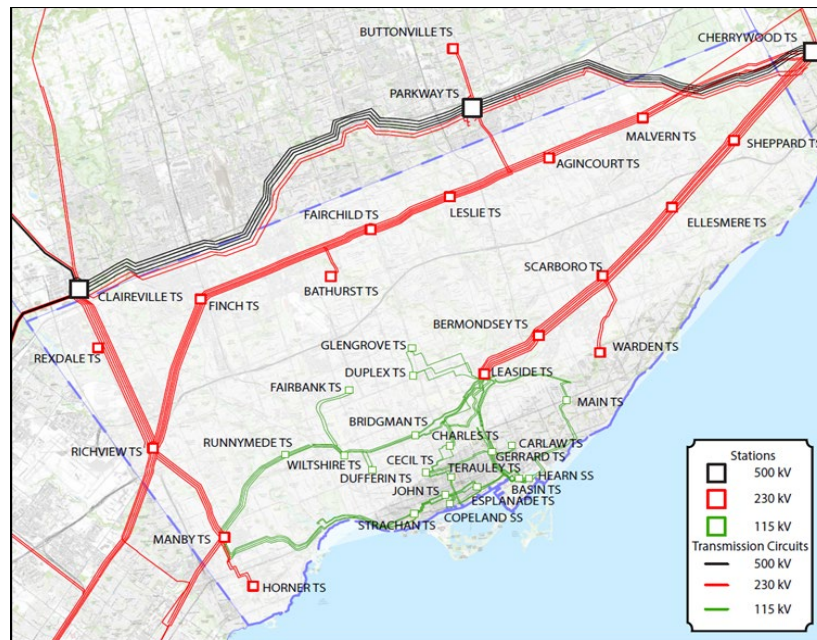 BUTTONVILLE TS
CHERRYWOOD TS
PARKWAY TS
MALVERN TS
SHEPPARD TS
AGINCOURT TS
LESLIE TS
FAIRCHILD TS
ELLESMERE TS
SCARBORO TS
BATHURST TS
CLAIREVILLE TS
FINCH TS
BERMONDSEY TS
GLENGROVE TS
WARDEN TS
REXDALE TS
DUPLEX TS
LEASIDE TS
FAIRBANK TS
MAIN TS
BRIDGMAN TS
RUNNYMEDE TS
CHARLES TS
CARLAW TS
RICHVIEW TS
WILTSHIRE TS
CECIL TS
GERRARD TS
DUFFERIN TS
TERAULEY TS
HEARN SS
JOHN TS
BASIN TS
ESPLANADE TS
COPELAND SS
STRACHAN TS
MANBY TS
HORNER TS
Stations
500 kV
230 kV
115 kV
Transmission Circuits
500 kV
230 kV
115 kV